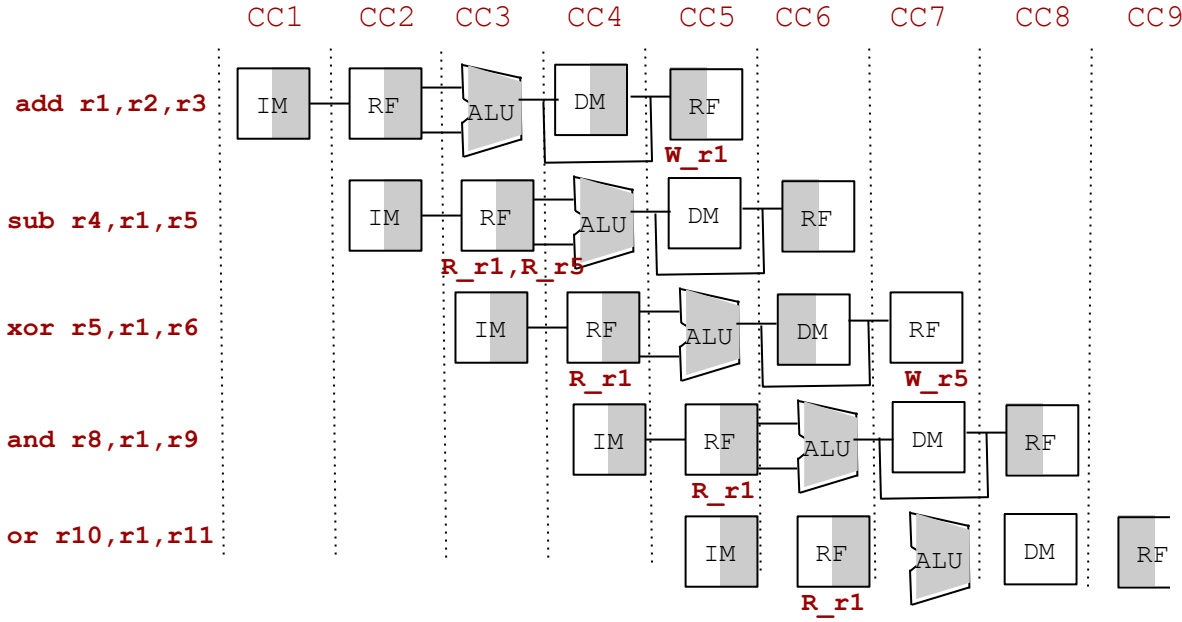 CC1 CC2 CC3 CC4 CC5 CC6 CC7 CC8 CC9
add r1,r2,r3 IM RF ALU DM RF
W_r1
sub r4,r1,r5 IM RF ALU DM RF
R_r1,R_r5
xor r5,r1,r6 IM RF ALU DM RF
R_r1 W_r5
and r8,r1,r9 IM RF ALU DM RF
R_r1
or r10,r1,r11 IM RF ALU DM RF
R_r1